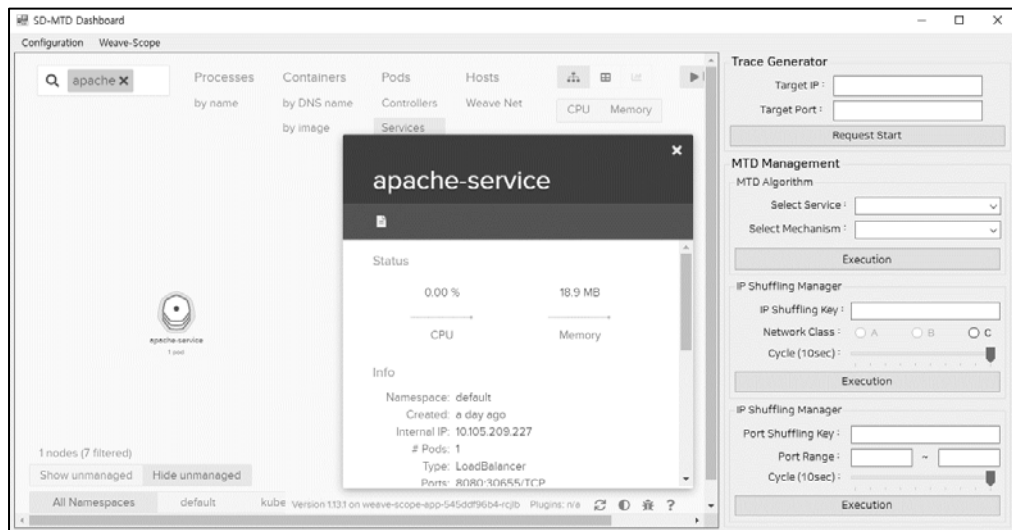 SD-MTD Dashboard
Configuration Weave-Scope
apache ×
Processes Containers Pods Hosts
by name by DNS name Controllers Weave Net
by image Services
CPU Memory
apache-service
Status
0.00 % 18.9 MB
CPU Memory
Info
Namespace: default
Created: a day ago
Internal IP: 10.105.209.227
# Pods: 1
Type: LoadBalancer
Ports: 8080:30655/TCP
apache-service
1 pod
1 nodes (7 filtered)
Show unmanaged Hide unmanaged
All Namespaces default kube Version 1.13.1 on weave-scope-app-545ddf96b4-rcjlb Plugins: n/a
Trace Generator
Target IP :
Target Port :
Request Start
MTD Management
MTD Algorithm
Select Service :
Select Mechanism :
Execution
IP Shuffling Manager
IP Shuffling Key :
Network Class : A B C
Cycle (10sec) :
Execution
IP Shuffling Manager
Port Shuffling Key :
Port Range : ~
Cycle (10sec) :
Execution